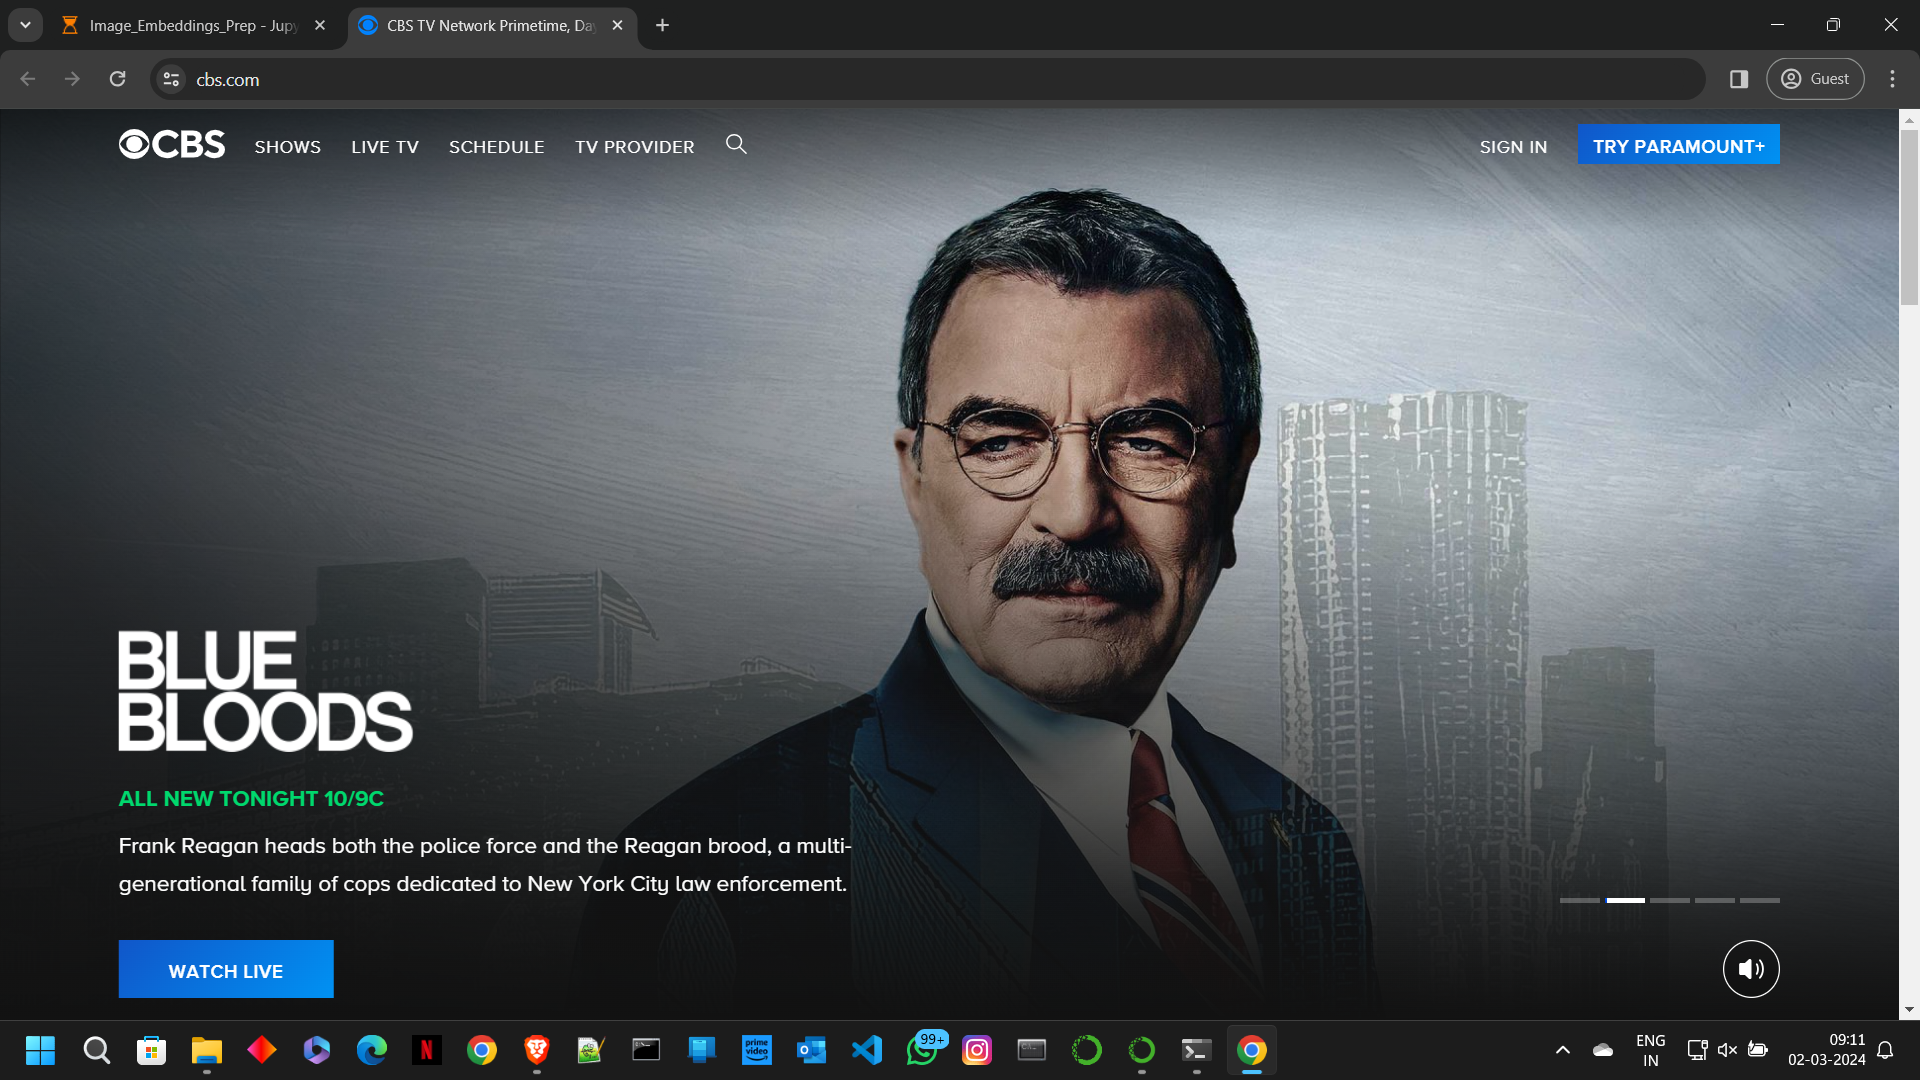 Image_Embeddings_Prep - Jupy
CBS TV Network Primetime, Day
cbs.com
Guest
CBS
SHOWS
LIVE TV
SCHEDULE
TV PROVIDER
SIGN IN
TRY PARAMOUNT+
BLUE
BLOODS
ALL NEW TONIGHT 10/9C
Frank Reagan heads both the police force and the Reagan brood, a multi-
generational family of cops dedicated to New York City law enforcement.
WATCH LIVE
N
prime
video
99+
ENG
IN
09:11
02-03-2024